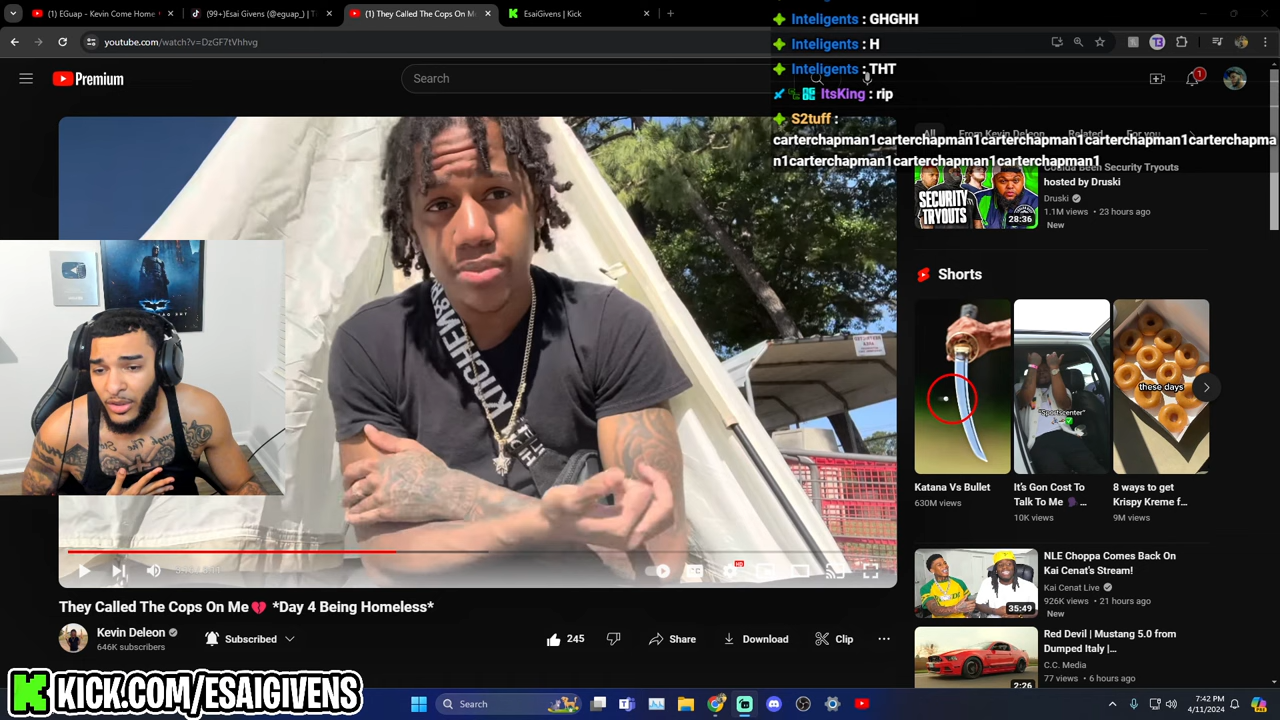 (1) EGuap - Kevin Come Home
(99+)Esai Givens (@eguap_) | T
(1) They Called The Cops On M
EsaiGivens | Kick
youtube.com/watch?v=DzGF7tVhhvg
Premium
Search
1
Inteligents : GHGHH
Inteligents : H
Inteligents : THT
ItsKing : rip
S2tuff :
carterchapman1carterchapman1carterchapman1carterchapman1carterchapma
n1carterchapman1carterchapman1carterchapman1
All
From Kevin Deleon
Related
For you
Security Tryouts
hosted by Druski
Druski
1.1M views • 23 hours ago
New
SECURITY
TRYOUTS
28:36
Shorts
"Sportscenter"
these days
Katana Vs Bullet
630M views
It's Gon Cost To
Talk To Me
...
10K views
8 ways to get
Krispy Kreme f...
9M views
NLE Choppa Comes Back On
Kai Cenat's Stream!
Kai Cenat Live
926K views • 21 hours ago
New
35:49
Red Devil | Mustang 5.0 from
Dumped Italy |...
C.C. Media
77 views • 6 hours ago
2:26
KITCHEN
HD
They Called The Cops On Me💔 *Day 4 Being Homeless*
Kevin Deleon
646K subscribers
Subscribed
245
Share
Download
Clip
KICK.COM/ESAIGIVENS
Search
7:42 PM
4/11/2024